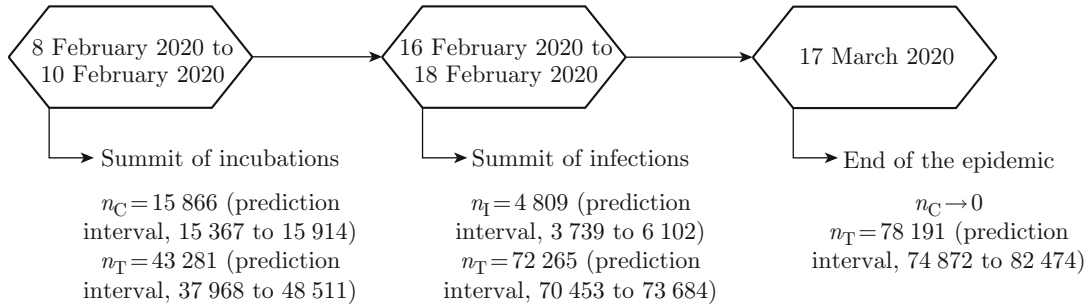 8 February 2020 to
10 February 2020
16 February 2020 to
18 February 2020
17 March 2020
Summit of incubations
n_C=15 866 (prediction
interval, 15 367 to 15 914)
n_T=43 281 (prediction
interval, 37 968 to 48 511)
Summit of infections
n_I=4 809 (prediction
interval, 3 739 to 6 102)
n_T=72 265 (prediction
interval, 70 453 to 73 684)
End of the epidemic
n_C→0
n_T=78 191 (prediction
interval, 74 872 to 82 474)